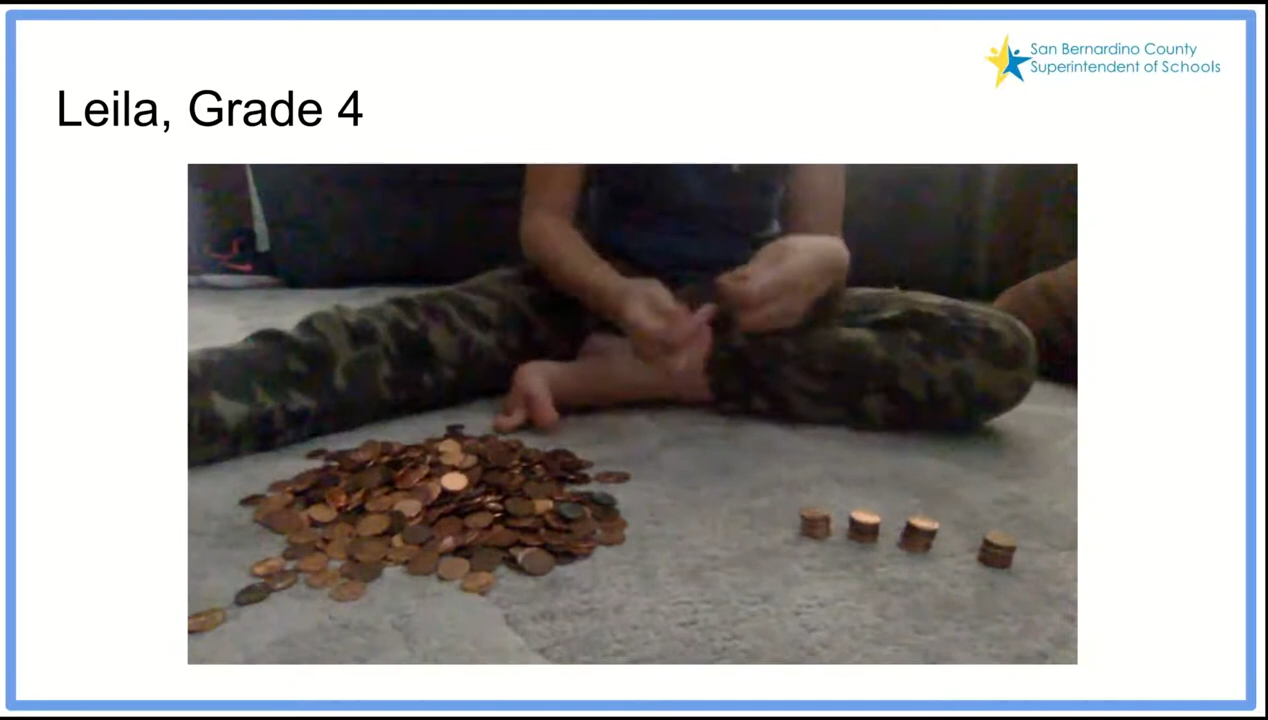 San Bernardino County
Superintendent of Schools
Leila, Grade 4